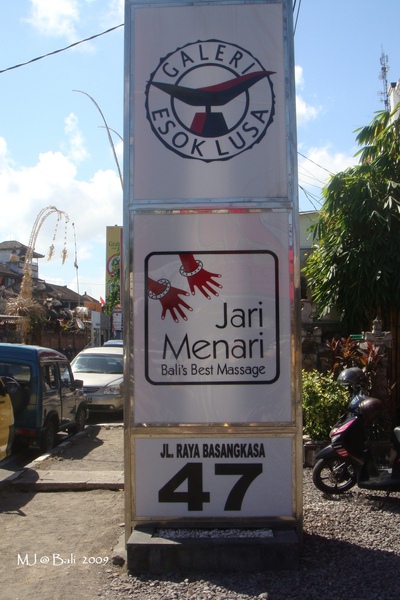 GALERI
ESOK LUSA
Jari
Menari
Bali's Best Massage
JL. RAYA BASANGKASA
47
MJ @ Bali 2009